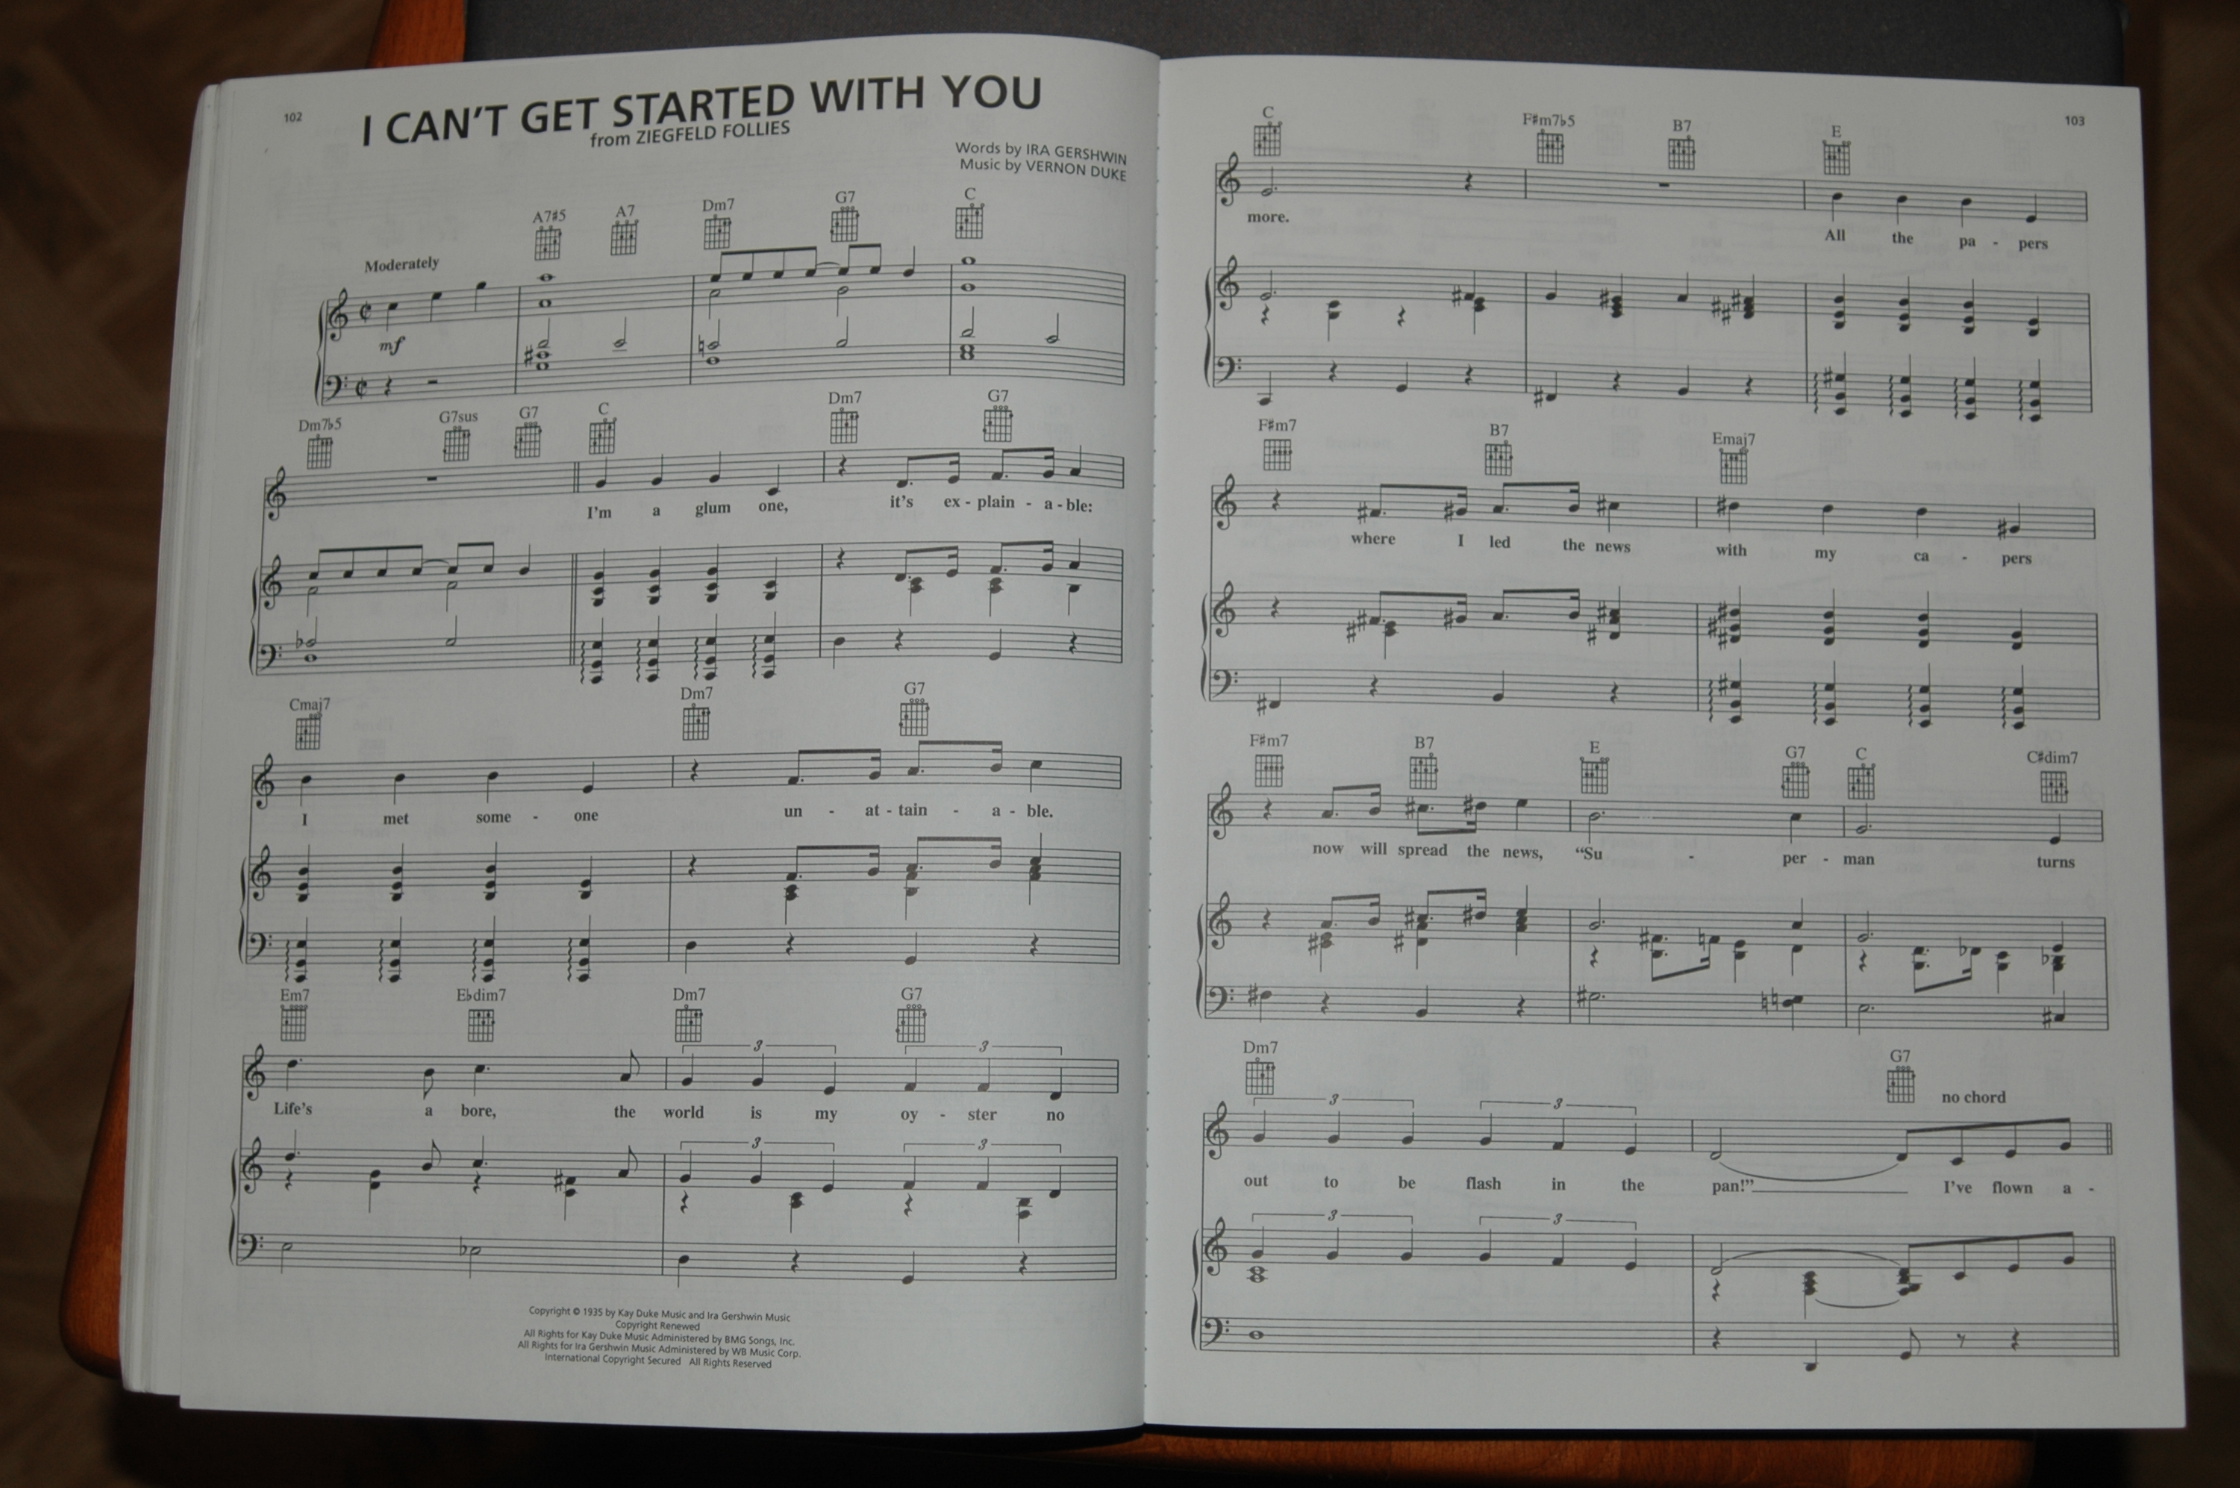 102
I CAN'T GET STARTED WITH YOU
from ZIEGFELD FOLLIES
Words by IRA GERSHWIN
Music by VERNON DUKE
A7♯5 A7 Dm7 G7 C
Moderately
mf
Dm7♭5 G7sus G7 C Dm7 G7
I'm a glum one, it's ex - plain - a - ble:
Cmaj7 Dm7 G7
I met some - one un - at - tain - a - ble.
Em7 E♭dim7 Dm7 G7
3 3
Life's a bore, the world is my oy - ster no
3 3
Copyright © 1935 by Kay Duke Music and Ira Gershwin Music
Copyright Renewed
All Rights for Kay Duke Music Administered by BMG Songs, Inc.
All Rights for Ira Gershwin Music Administered by WB Music Corp.
International Copyright Secured All Rights Reserved
103
C F♯m7♭5 B7 E
more. All the pa - pers
F♯m7 B7 Emaj7
where I led the news with my ca - pers
F♯m7 B7 E G7 C C♯dim7
now will spread the news, “Su - per - man turns
Dm7 G7 no chord
3 3
out to be flash in the pan!” I've flown a -
3 3